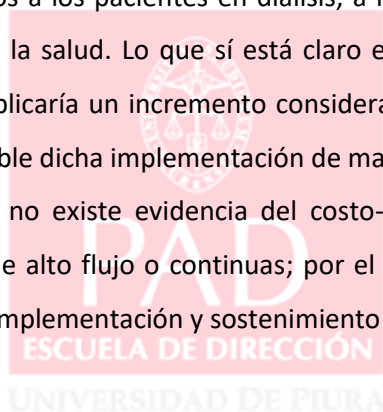 os a los pacientes en diálisis, a
la salud. Lo que sí está claro e
plicaría un incremento considera
ble dicha implementación de ma
no existe evidencia del costo-
e alto flujo o continuas; por el
mplementación y sostenimiento
PAD
ESCUELA DE DIRECCIÓN
UNIVERSIDAD DE PIURA